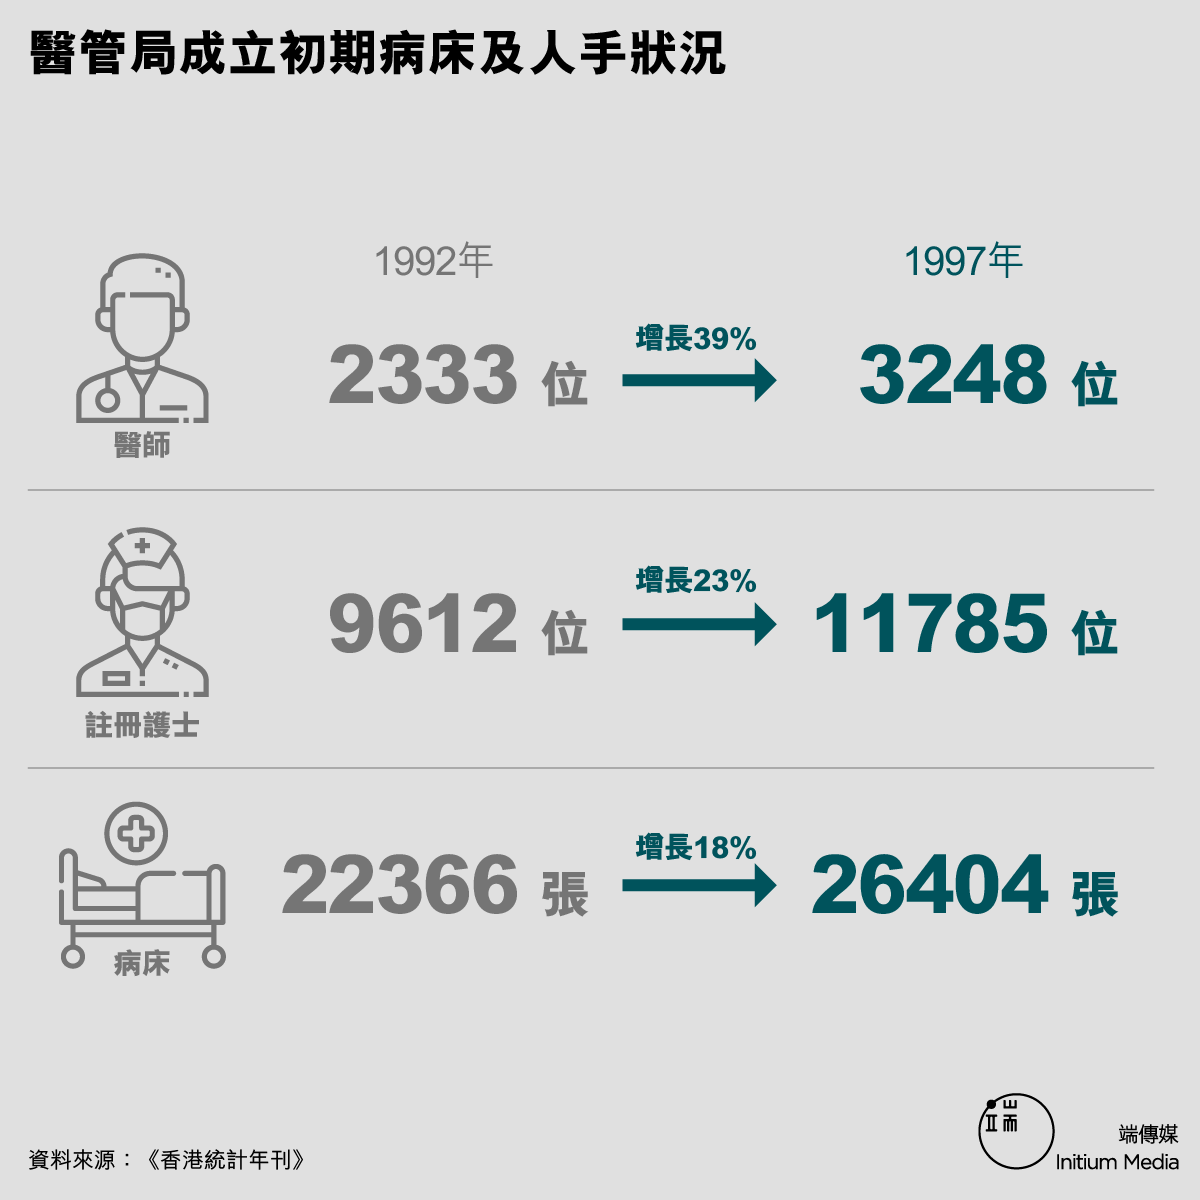 醫管局成立初期病床及人手狀況
1992年
1997年
醫師
2333 位
增長39%
3248 位
註冊護士
9612 位
增長23%
11785 位
病床
22366 張
增長18%
26404 張
資料來源：《香港統計年刊》
端
端傳媒
Initium Media